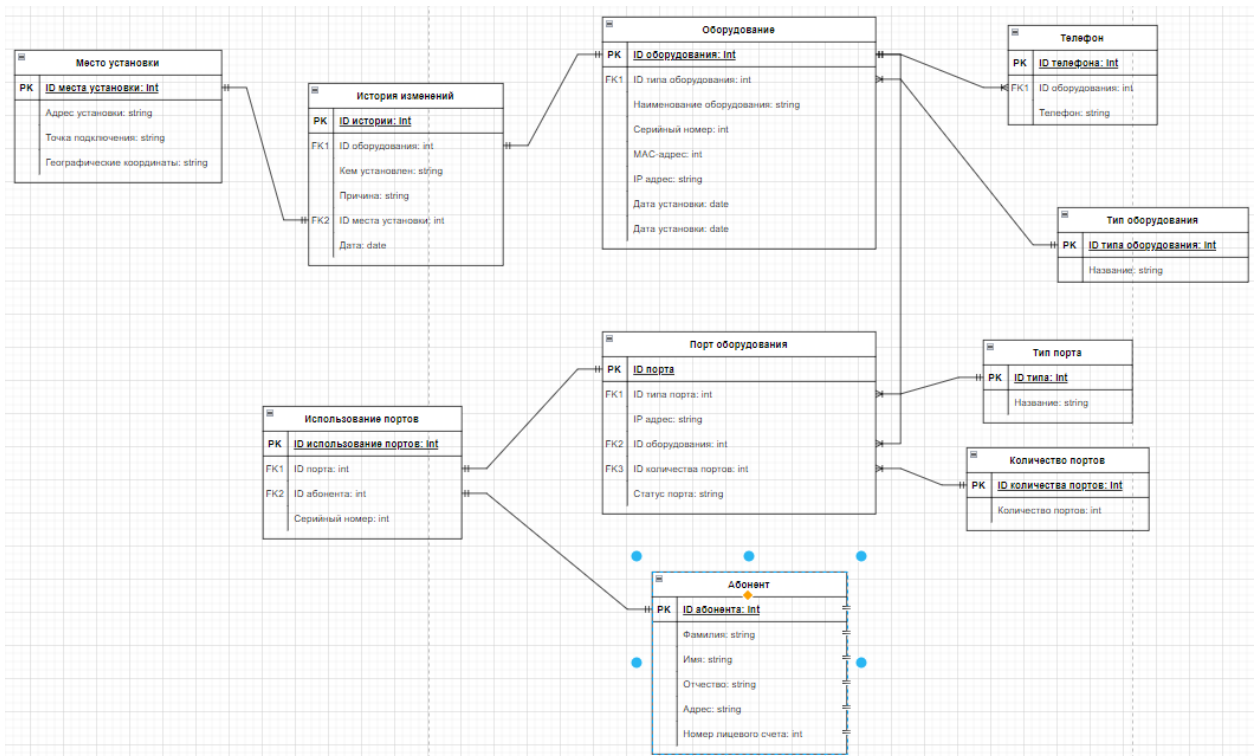 Место установки
PK ID места установки: Int
Адрес установки: string
Точка подключения: string
Географические координаты: string
История изменений
PK ID истории: Int
FK1 ID оборудования: int
Кем установлен: string
Причина: string
FK2 ID места установки: int
Дата: date
Оборудование
PK ID оборудования: Int
FK1 ID типа оборудования: int
Наименование оборудования: string
Серийный номер: int
МАС-адрес: int
IP адрес: string
Дата установки: date
Дата установки: date
Телефон
PK ID телефона: Int
FK1 ID оборудования: int
Телефон: string
Тип оборудования
PK ID типа оборудования: Int
Название: string
Порт оборудования
PK ID порта
FK1 ID типа порта: int
IP адрес: string
FK2 ID оборудования: int
FK3 ID количества портов: int
Статус порта: string
Тип порта
PK ID типа: Int
Название: string
Использование портов
PK ID использование портов: Int
FK1 ID порта: int
FK2 ID абонента: int
Серийный номер: int
Количество портов
PK ID количества портов: Int
Количество портов: int
Абонент
PK ID абонента: Int
Фамилия: string
Имя: string
Отчество: string
Адрес: string
Номер лицевого счета: int